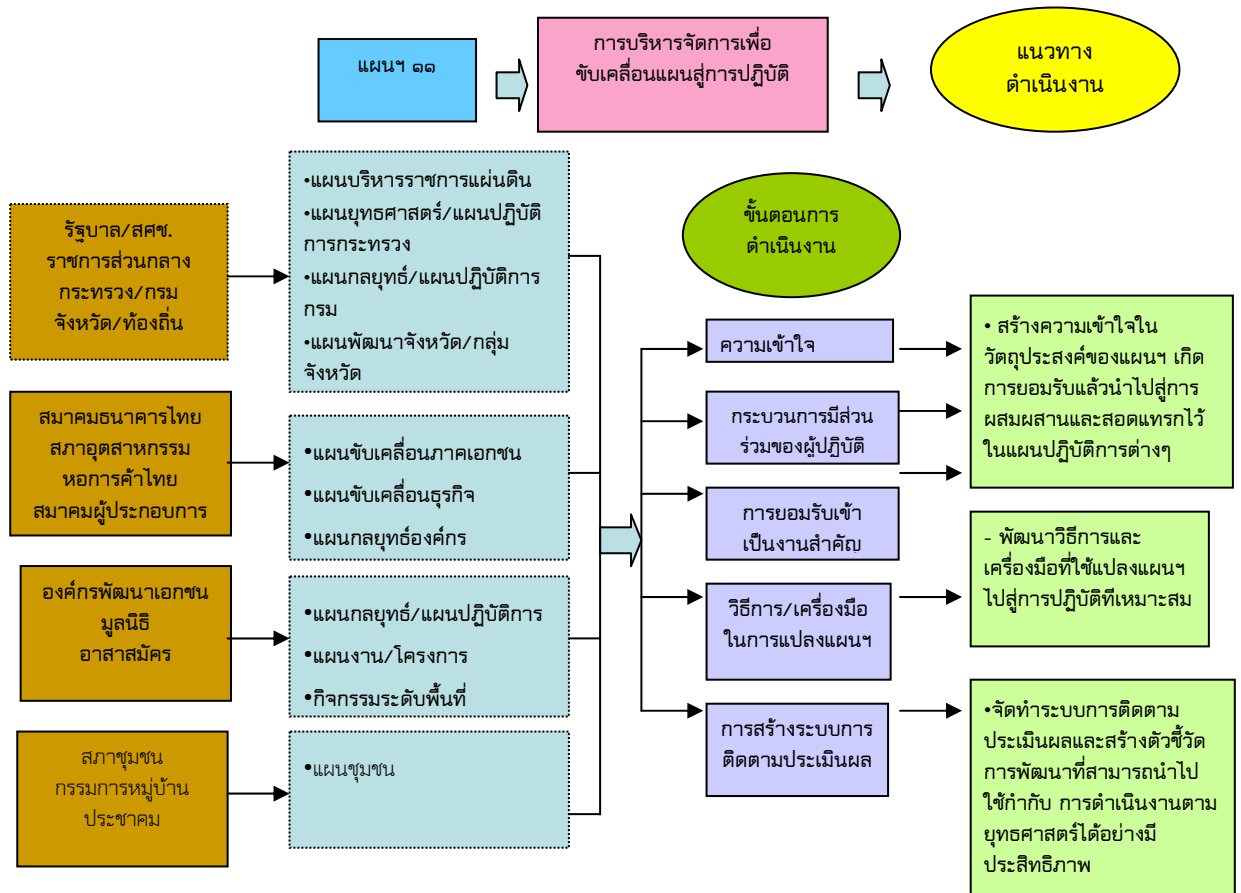 แผนฯ ๑๑
การบริหารจัดการเพื่อ
ขับเคลื่อนแผนสู่การปฏิบัติ
แนวทาง
ดำเนินงาน
รัฐบาล/สศช.
ราชการส่วนกลาง
กระทรวง/กรม
จังหวัด/ท้องถิ่น
•แผนบริหารราชการแผ่นดิน
•แผนยุทธศาสตร์/แผนปฏิบัติ
การกระทรวง
•แผนกลยุทธ์/แผนปฏิบัติการ
กรม
•แผนพัฒนาจังหวัด/กลุ่ม
จังหวัด
สมาคมธนาคารไทย
สภาอุตสาหกรรม
หอการค้าไทย
สมาคมผู้ประกอบการ
•แผนขับเคลื่อนภาคเอกชน
•แผนขับเคลื่อนธุรกิจ
•แผนกลยุทธ์องค์กร
องค์กรพัฒนาเอกชน
มูลนิธิ
อาสาสมัคร
•แผนกลยุทธ์/แผนปฏิบัติการ
•แผนงาน/โครงการ
•กิจกรรมระดับพื้นที่
สภาชุมชน
กรรมการหมู่บ้าน
ประชาคม
•แผนชุมชน
ขั้นตอนการ
ดำเนินงาน
ความเข้าใจ
กระบวนการมีส่วน
ร่วมของผู้ปฏิบัติ
การยอมรับเข้า
เป็นงานสำคัญ
วิธีการ/เครื่องมือ
ในการแปลงแผนฯ
การสร้างระบบการ
ติดตามประเมินผล
• สร้างความเข้าใจใน
วัตถุประสงค์ของแผนฯ เกิด
การยอมรับแล้วนำไปสู่การ
ผสมผสานและสอดแทรกไว้
ในแผนปฏิบัติการต่างๆ
- พัฒนาวิธีการและ
เครื่องมือที่ใช้แปลงแผนฯ
ไปสู่การปฏิบัติที่เหมาะสม
•จัดทำระบบการติดตาม
ประเมินผลและสร้างตัวชี้วัด
การพัฒนาที่สามารถนำไป
ใช้กำกับ การดำเนินงานตาม
ยุทธศาสตร์ได้อย่างมี
ประสิทธิภาพ